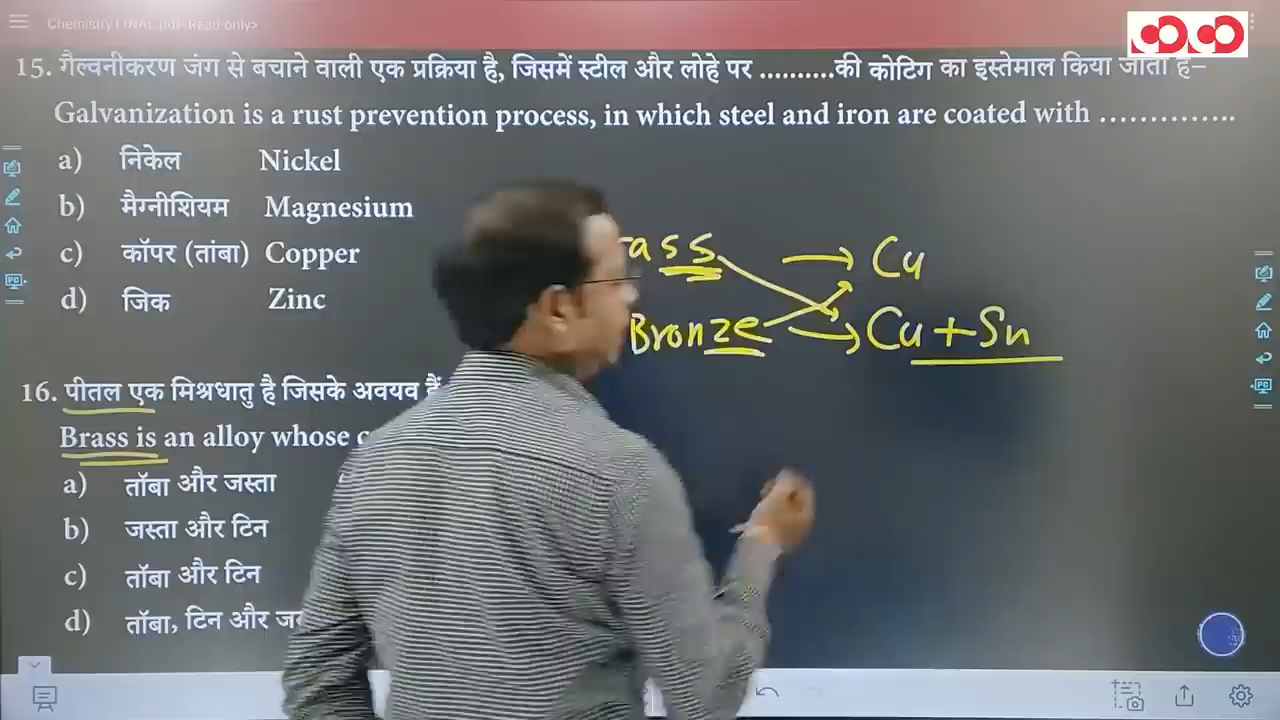 Chemistry FINAL.pdf<Read-only>
15. गैल्वनीकरण जंग से बचाने वाली एक प्रक्रिया है, जिसमें स्टील और लोहे पर ..........की कोटिग का इस्तेमाल किया जाता है–
Galvanization is a rust prevention process, in which steel and iron are coated with ..............
a) निकेल Nickel
b) मैग्नीशियम Magnesium
c) कॉपर (तांबा) Copper
d) जिंक Zinc
ass → Cu
Bronze → Cu + Sn
16. पीतल एक मिश्रधातु है जिसके अवयव हैं
Brass is an alloy whose c
a) ताँबा और जस्ता
b) जस्ता और टिन
c) ताँबा और टिन
d) ताँबा, टिन और ज